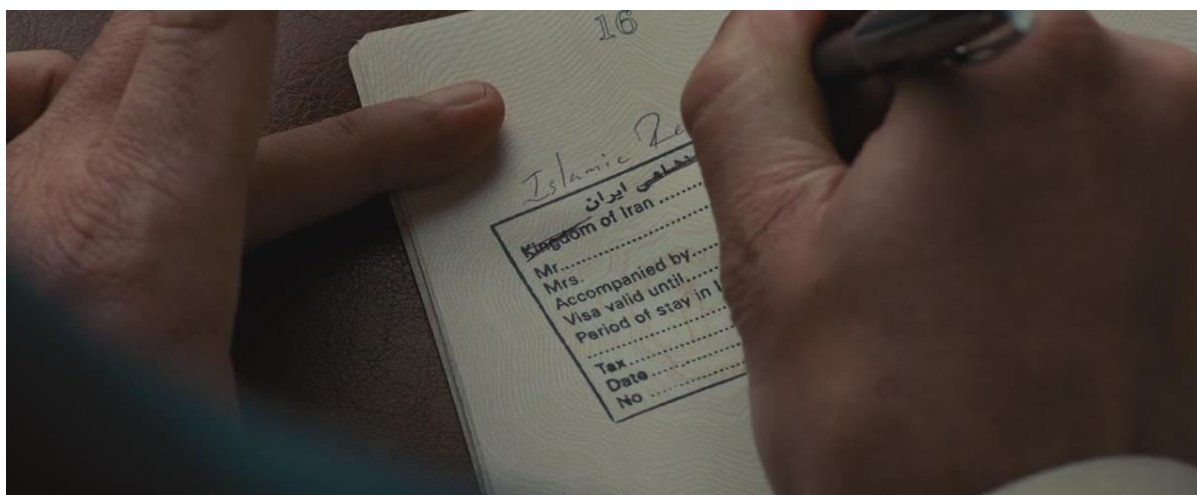 16
Islamic
ایران
Kingdom of Iran ............
Mr..............................
Mrs.
Accompanied by......
Visa valid until........
Period of stay in I
..............................
Tax......................
Date....................
No ......................